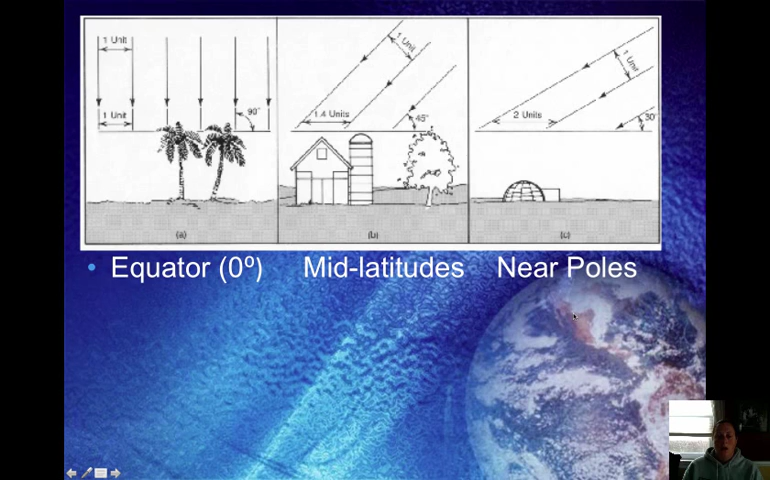 1 Unit
1 Unit
90°
(a)
1 Unit
1.4 Units
45°
(b)
1 Unit
2 Units
30
(c)
• Equator (0º) Mid-latitudes Near Poles